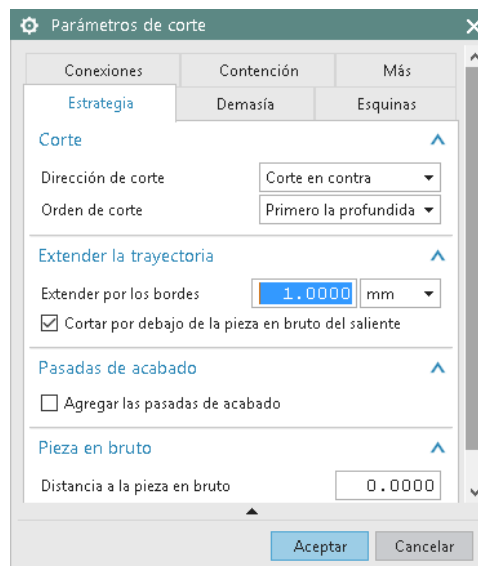 Parámetros de corte
Conexiones Contención Más
Estrategia Demasía Esquinas
Corte
Dirección de corte Corte en contra
Orden de corte Primero la profundida
Extender la trayectoria
Extender por los bordes 1.0000 mm
Cortar por debajo de la pieza en bruto del saliente
Pasadas de acabado
Agregar las pasadas de acabado
Pieza en bruto
Distancia a la pieza en bruto 0.0000
Aceptar Cancelar